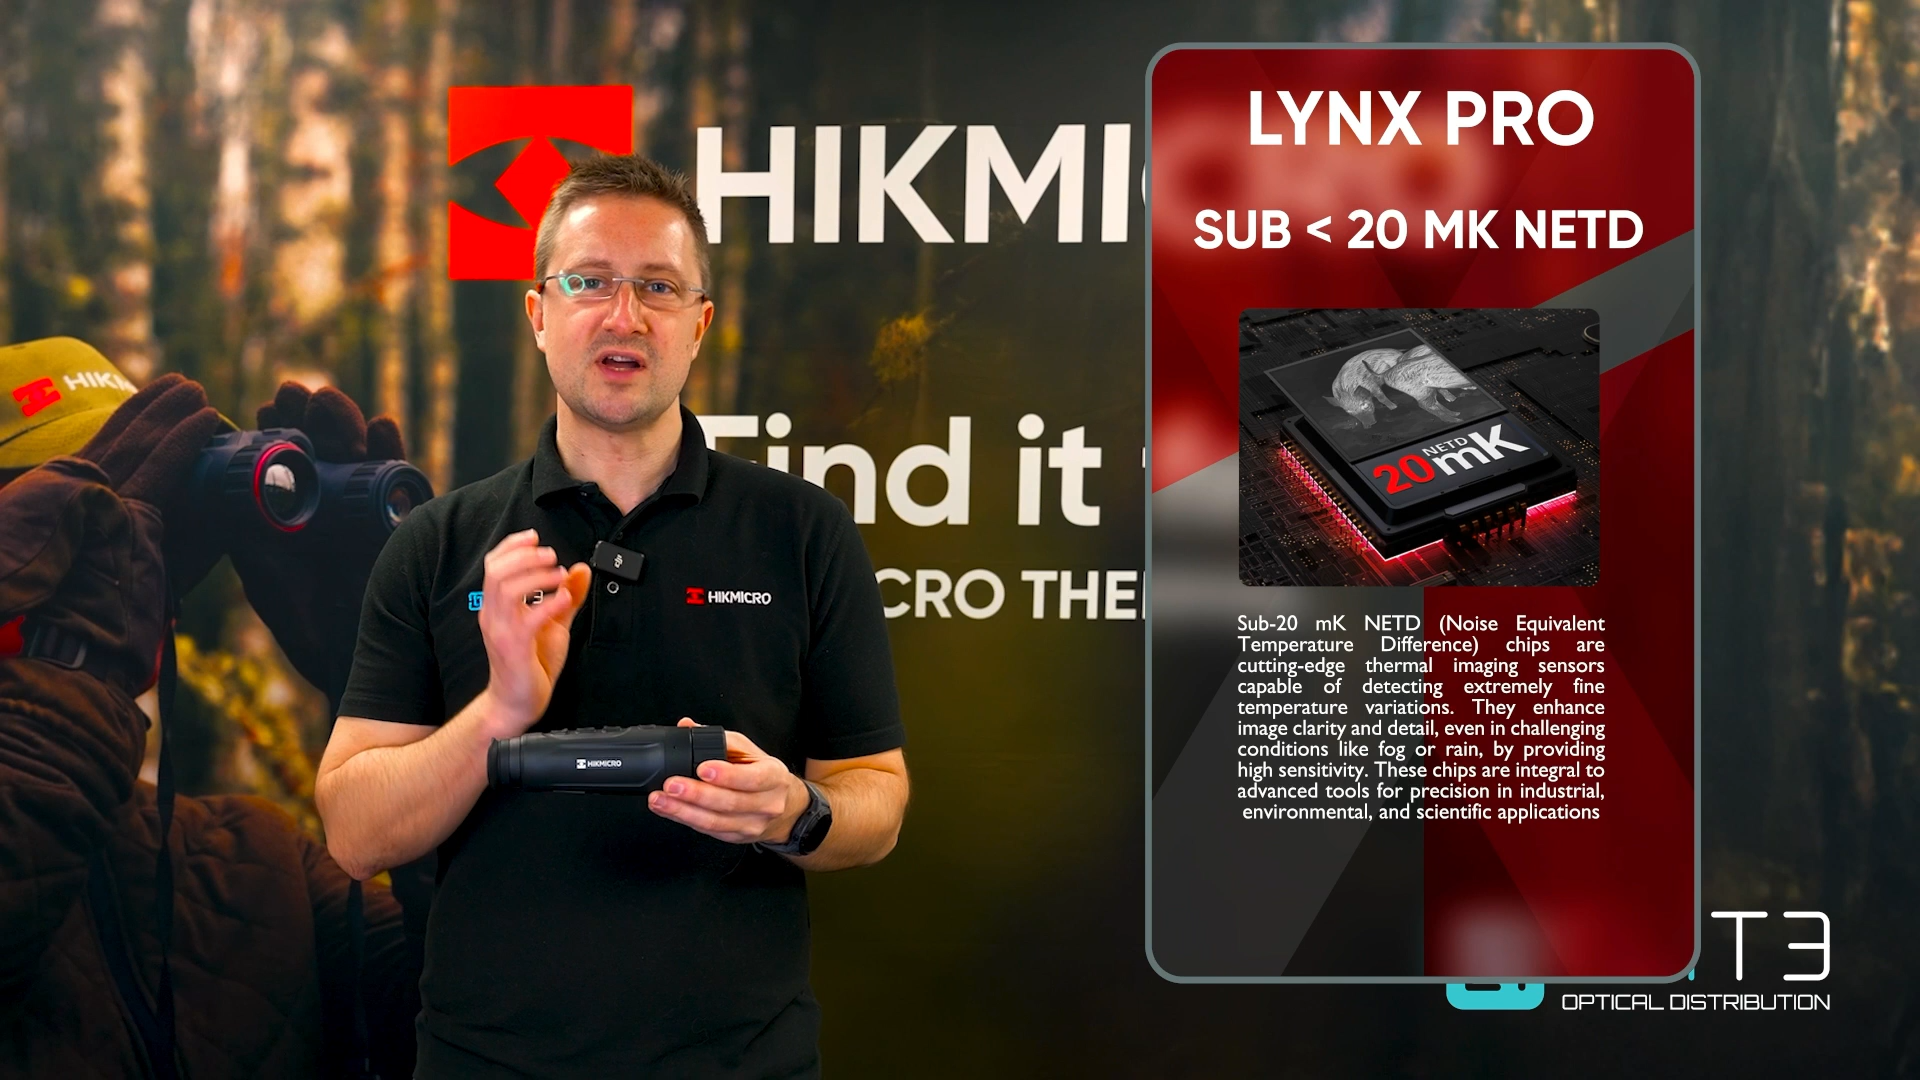 HIKMI
Find it
CRO THE
HIK
HIKMICRO
HIKMICRO
LYNX PRO
SUB < 20 MK NETD
NETD
20mK
Sub-20 mK NETD (Noise Equivalent
Temperature Difference) chips are
cutting-edge thermal imaging sensors
capable of detecting extremely fine
temperature variations. They enhance
image clarity and detail, even in challenging
conditions like fog or rain, by providing
high sensitivity. These chips are integral to
advanced tools for precision in industrial,
environmental, and scientific applications
T3
OPTICAL DISTRIBUTION